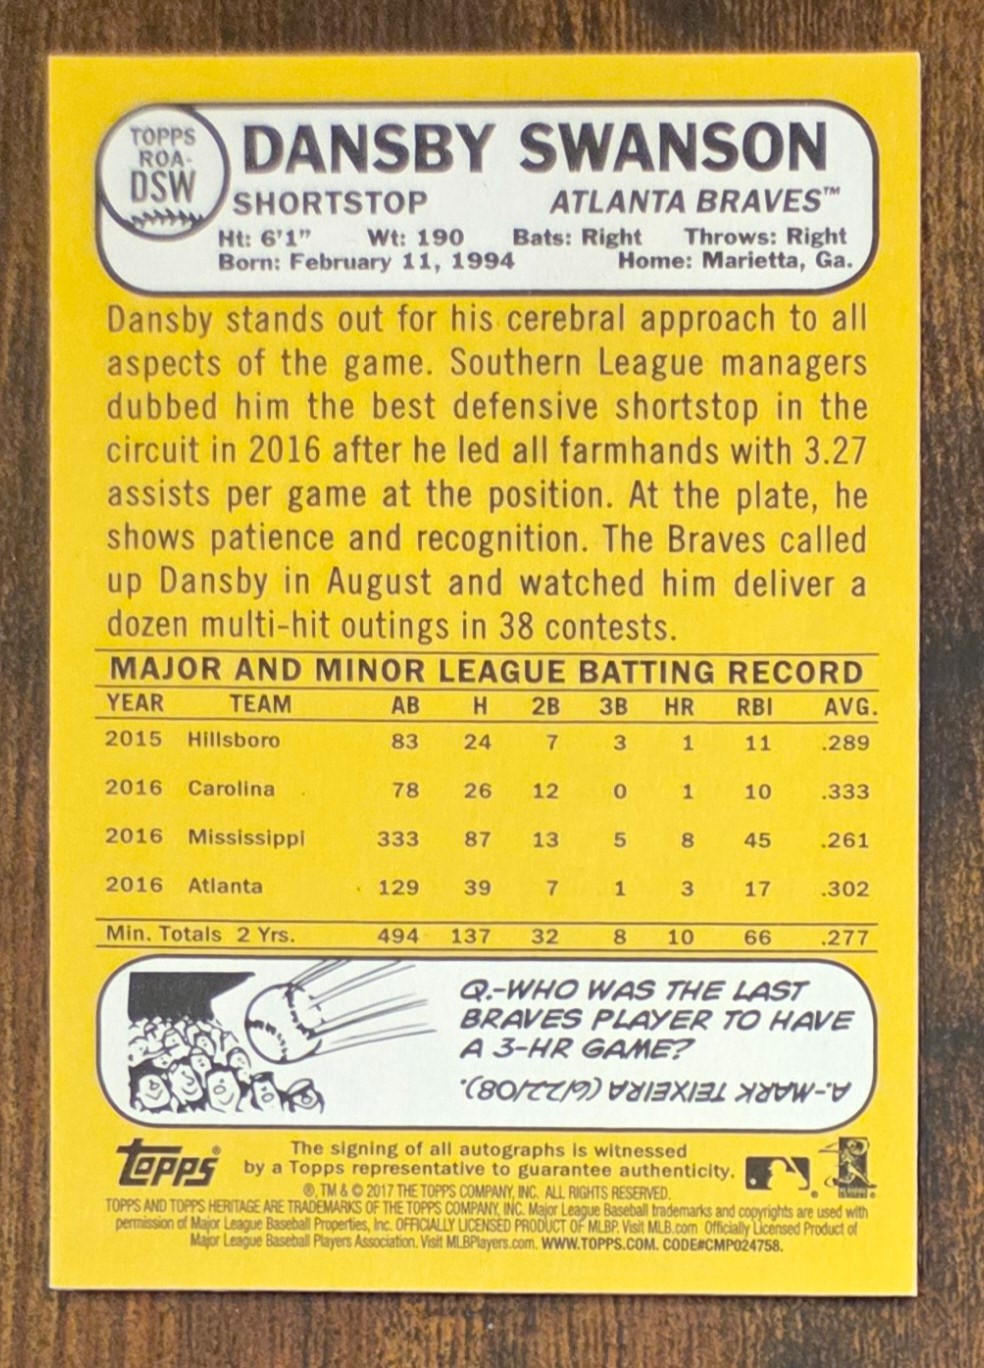 TOPPS
ROA-
DSW
DANSBY SWANSON
SHORTSTOP ATLANTA BRAVES™
Ht: 6'1" Wt: 190 Bats: Right Throws: Right
Born: February 11, 1994 Home: Marietta, Ga.
Dansby stands out for his cerebral approach to all
aspects of the game. Southern League managers
dubbed him the best defensive shortstop in the
circuit in 2016 after he led all farmhands with 3.27
assists per game at the position. At the plate, he
shows patience and recognition. The Braves called
up Dansby in August and watched him deliver a
dozen multi-hit outings in 38 contests.
MAJOR AND MINOR LEAGUE BATTING RECORD
YEAR TEAM AB H 2B 3B HR RBI AVG.
2015 Hillsboro 83 24 7 3 1 11 .289
2016 Carolina 78 26 12 0 1 10 .333
2016 Mississippi 333 87 13 5 8 45 .261
2016 Atlanta 129 39 7 1 3 17 .302
Min. Totals 2 Yrs. 494 137 32 8 10 66 .277
Q.-WHO WAS THE LAST
BRAVES PLAYER TO HAVE
A 3-HR GAME?
A.-MARK TEIXEIRA (6/22/08).
Topps®
The signing of all autographs is witnessed
by a Topps representative to guarantee authenticity.
®, TM & © 2017 THE TOPPS COMPANY, INC. ALL RIGHTS RESERVED.
TOPPS AND TOPPS HERITAGE ARE TRADEMARKS OF THE TOPPS COMPANY, INC. Major League Baseball trademarks and copyrights are used with
permission of Major League Baseball Properties, Inc. OFFICIALLY LICENSED PRODUCT OF MLBP. Visit MLB.com Officially Licensed Product of
Major League Baseball Players Association. Visit MLBPlayers.com. WWW.TOPPS.COM. CODE#CMP024758.